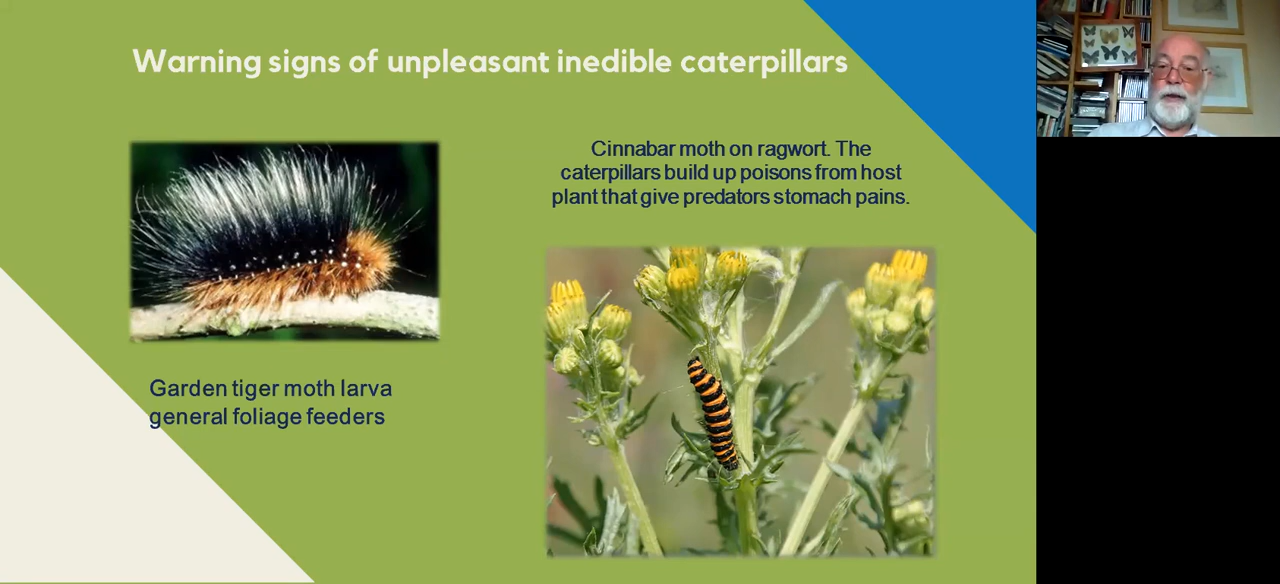 Warning signs of unpleasant inedible caterpillars
Cinnabar moth on ragwort. The
caterpillars build up poisons from host
plant that give predators stomach pains.
Garden tiger moth larva
general foliage feeders